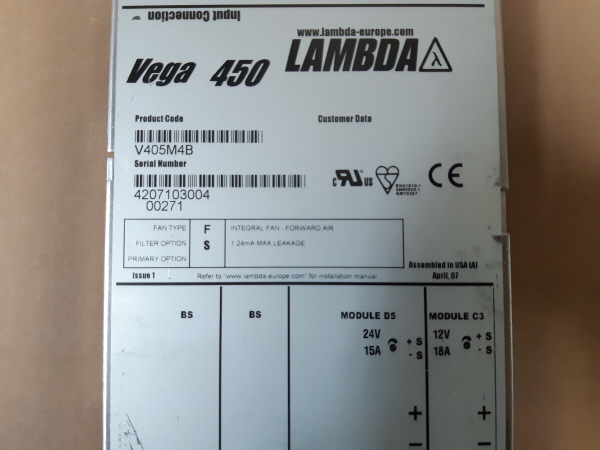 Input Connection
www.lambda-europe.com
LAMBDA λ
Vega 450
Product Code
Customer Data
V405M4B
Serial Number
4207103004
00271
c RU US
CE
FAN TYPE F INTEGRAL FAN - FORWARD AIR
FILTER OPTION S 1.24mA MAX LEAKAGE
PRIMARY OPTION
Assembled in USA (A)
April, 07
Issue 1
Refer to "www.lambda-europe.com" for installation manual
BS BS MODULE D5 MODULE C3
24V + S 12V + S
15A - S 18A - S
+ +
− −